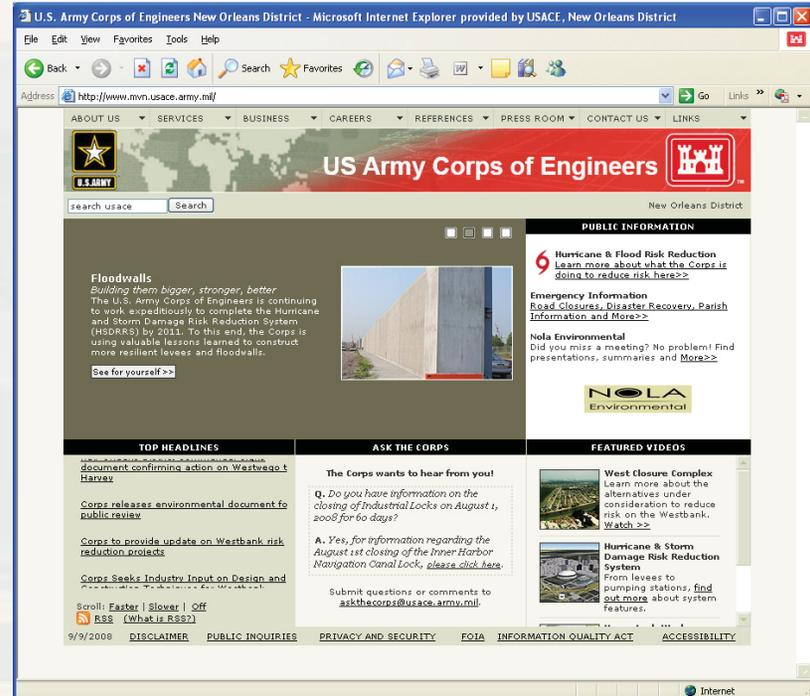 U.S. Army Corps of Engineers New Orleans District - Microsoft Internet Explorer provided by USACE, New Orleans District
File Edit View Favorites Tools Help
Back Search Favorites
Address http://www.mvn.usace.army.mil/ Go Links »
ABOUT US SERVICES BUSINESS CAREERS REFERENCES PRESS ROOM CONTACT US LINKS
U.S.ARMY
US Army Corps of Engineers
search usace Search
New Orleans District
Floodwalls
Building them bigger, stronger, better
The U.S. Army Corps of Engineers is continuing
to work expeditiously to complete the Hurricane
and Storm Damage Risk Reduction System
(HSDRRS) by 2011. To this end, the Corps is
using valuable lessons learned to construct
more resilient levees and floodwalls.
See for yourself >>
PUBLIC INFORMATION
Hurricane & Flood Risk Reduction
Learn more about what the Corps is
doing to reduce risk here>>
Emergency Information
Road Closures, Disaster Recovery, Parish
Information and More>>
Nola Environmental
Did you miss a meeting? No problem! Find
presentations, summaries and More>>
NOLA
Environmental
TOP HEADLINES
document confirming action on Westwego t
Harvey
Corps releases environmental document fo
public review
Corps to provide update on Westbank risk
reduction projects
Corps Seeks Industry Input on Design and
Scroll: Faster | Slower | Off
RSS (What is RSS?)
ASK THE CORPS
The Corps wants to hear from you!
Q. Do you have information on the
closing of Industrial Locks on August 1,
2008 for 60 days?
A. Yes, for information regarding the
August 1st closing of the Inner Harbor
Navigation Canal Lock, please click here.
Submit questions or comments to
askthecorps@usace.army.mil.
FEATURED VIDEOS
West Closure Complex
Learn more about the
alternatives under
consideration to reduce
risk on the Westbank.
Watch >>
Hurricane & Storm
Damage Risk Reduction
System
From levees to
pumping stations, find
out more about system
features.
9/9/2008 DISCLAIMER PUBLIC INQUIRIES PRIVACY AND SECURITY FOIA INFORMATION QUALITY ACT ACCESSIBILITY
Internet